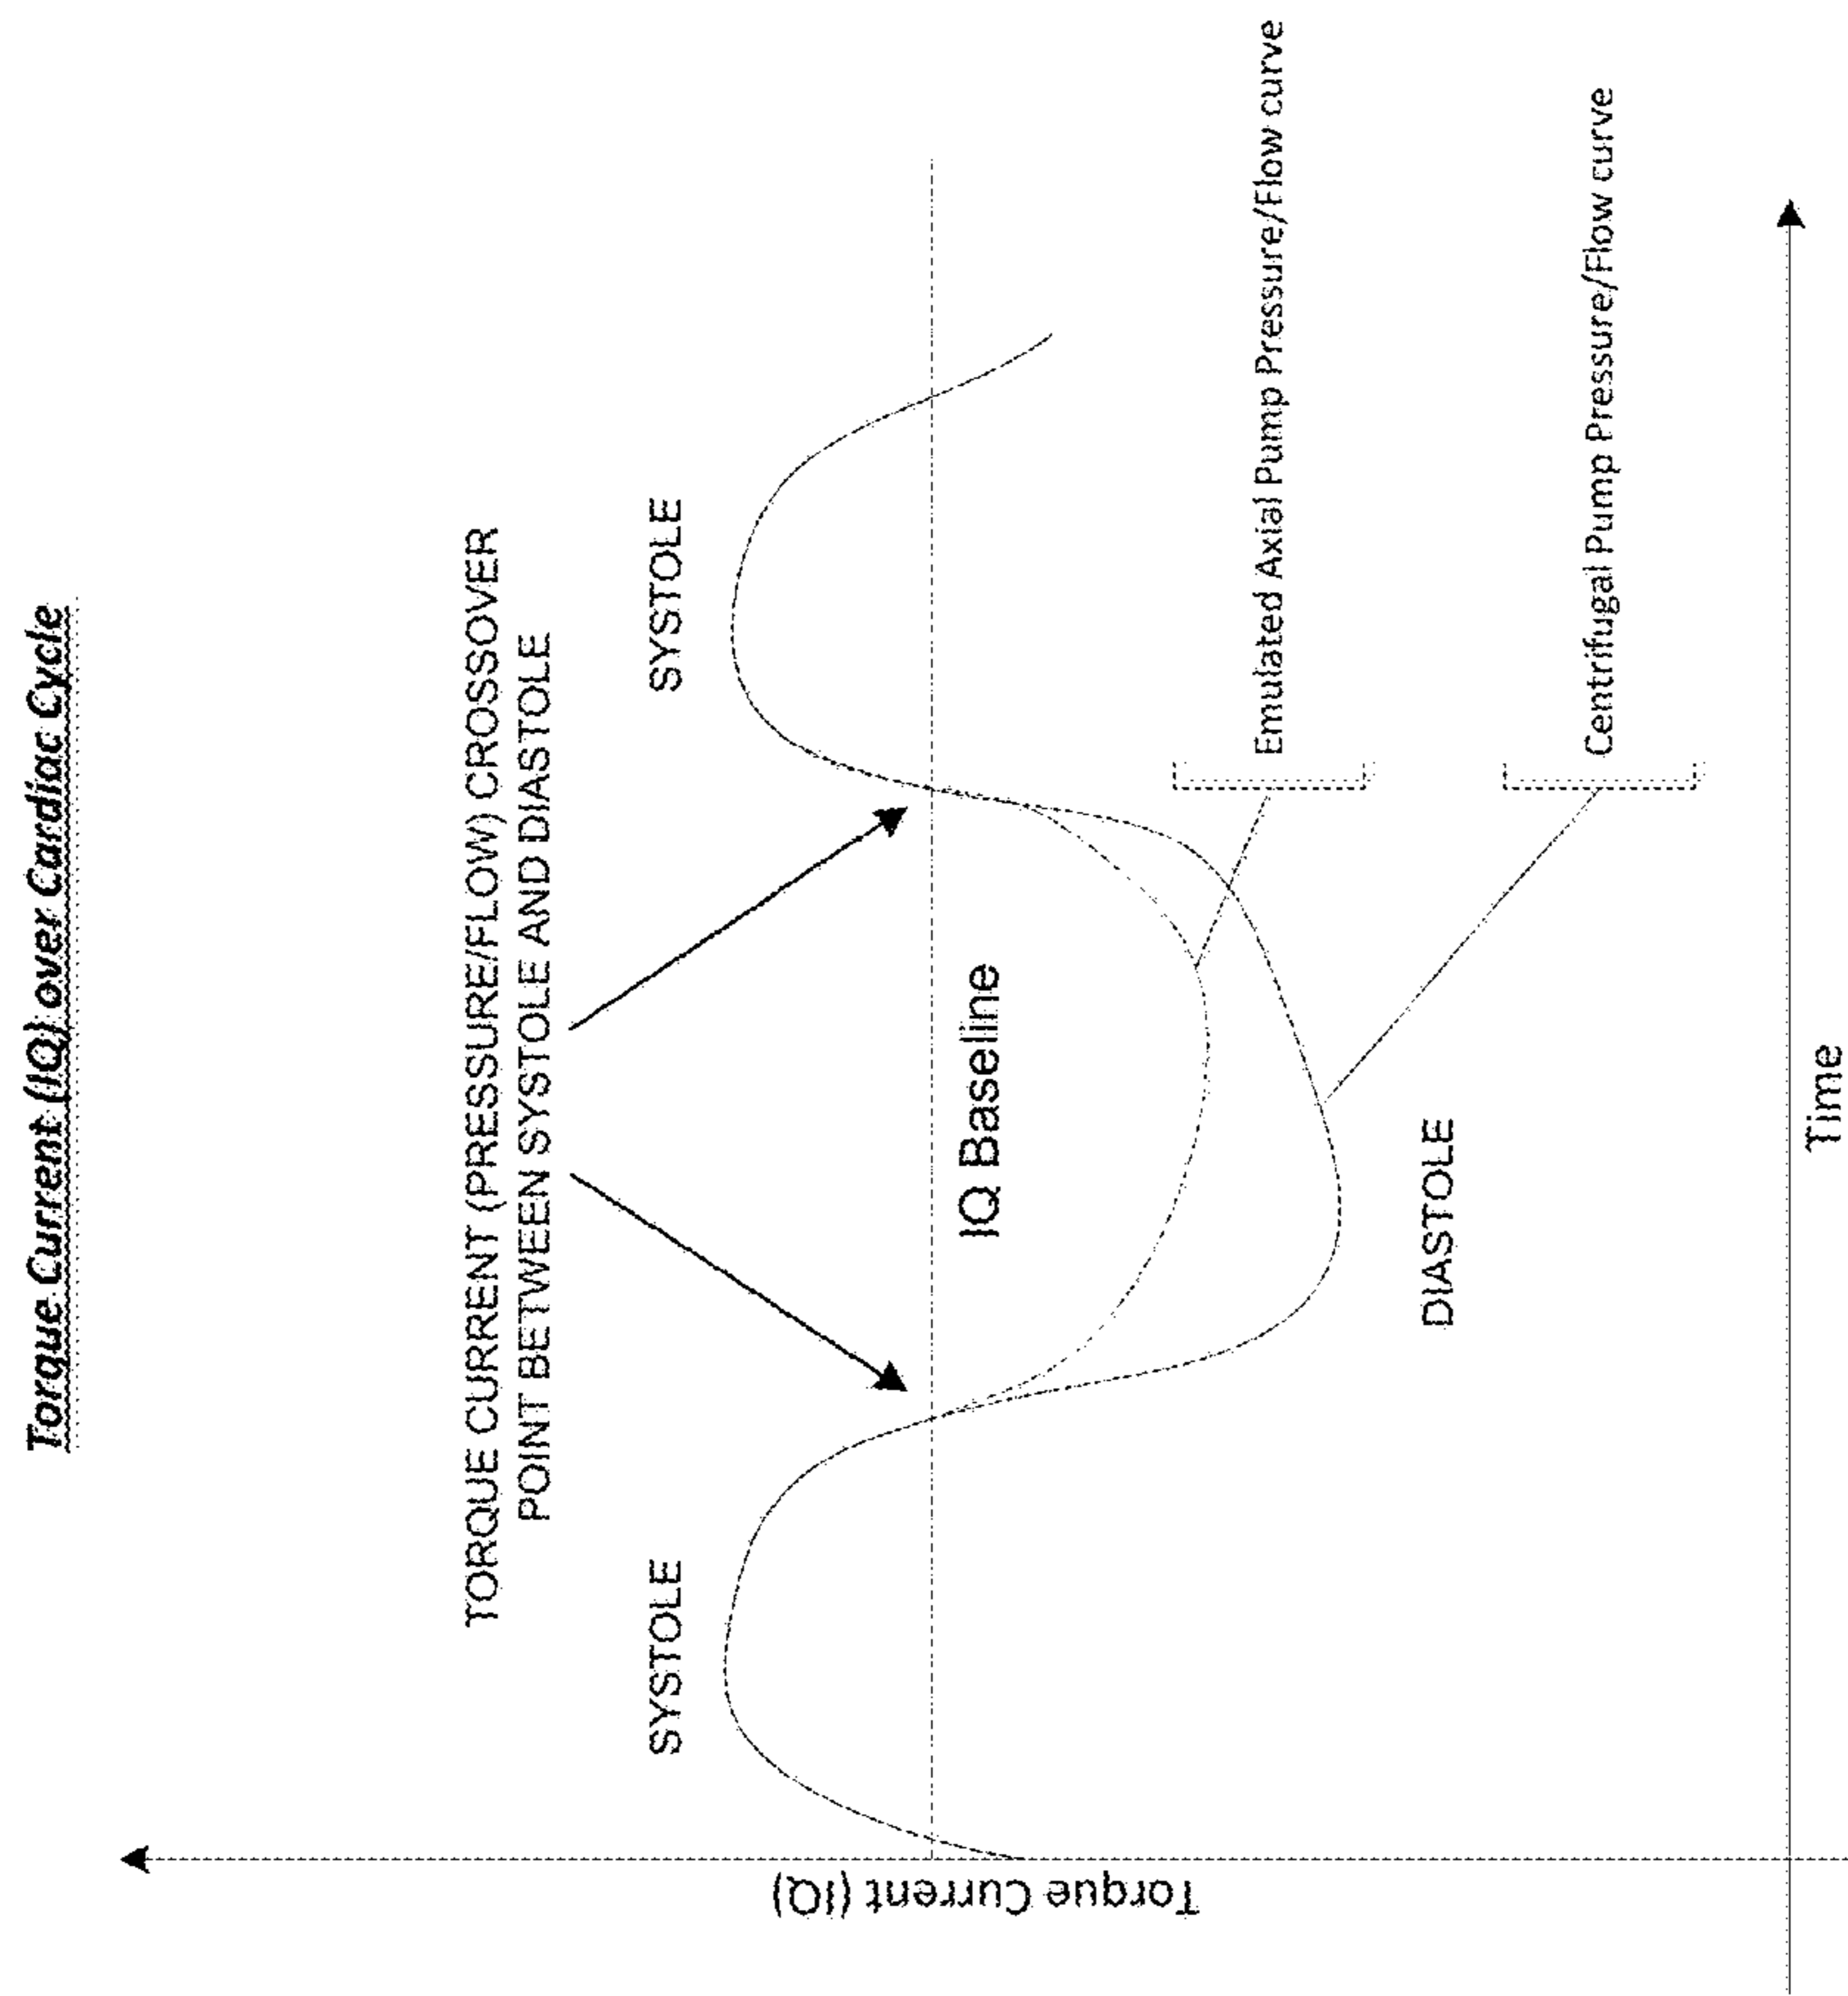 Torque Current (IQ) over Cardiac Cycle
TORQUE CURRENT (PRESSURE/FLOW) CROSSOVER
POINT BETWEEN SYSTOLE AND DIASTOLE
SYSTOLE
SYSTOLE
IQ Baseline
Torque Current (IQ)
Emulated Axial Pump Pressure/Flow curve
DIASTOLE
Centrifugal Pump Pressure/Flow curve
Time